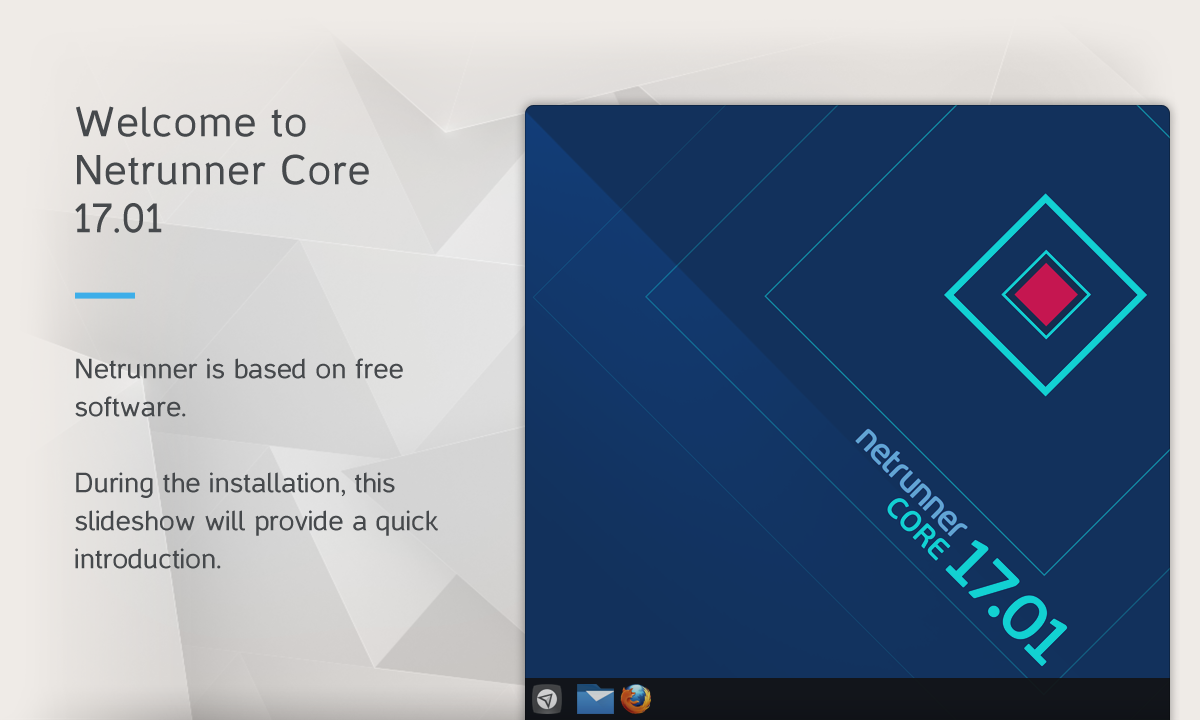 Welcome to
Netrunner Core
17.01
Netrunner is based on free
software.
During the installation, this
slideshow will provide a quick
introduction.
netrunner
CORE 17.01